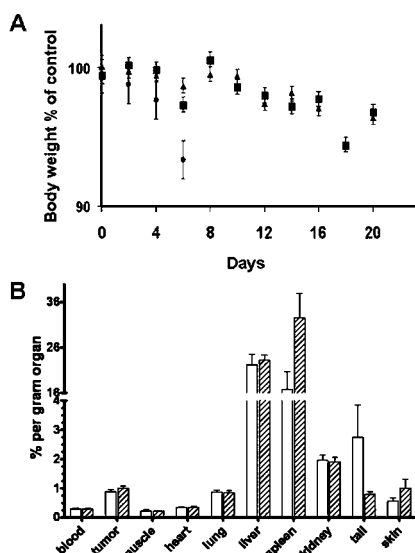 A
Body weight % of control
100
90
0
4
8
12
16
20
Days
B
% per gram organ
36
26
16
4
3
2
1
0
blood
tumor
muscle
heart
lung
liver
spleen
kidney
tail
skin